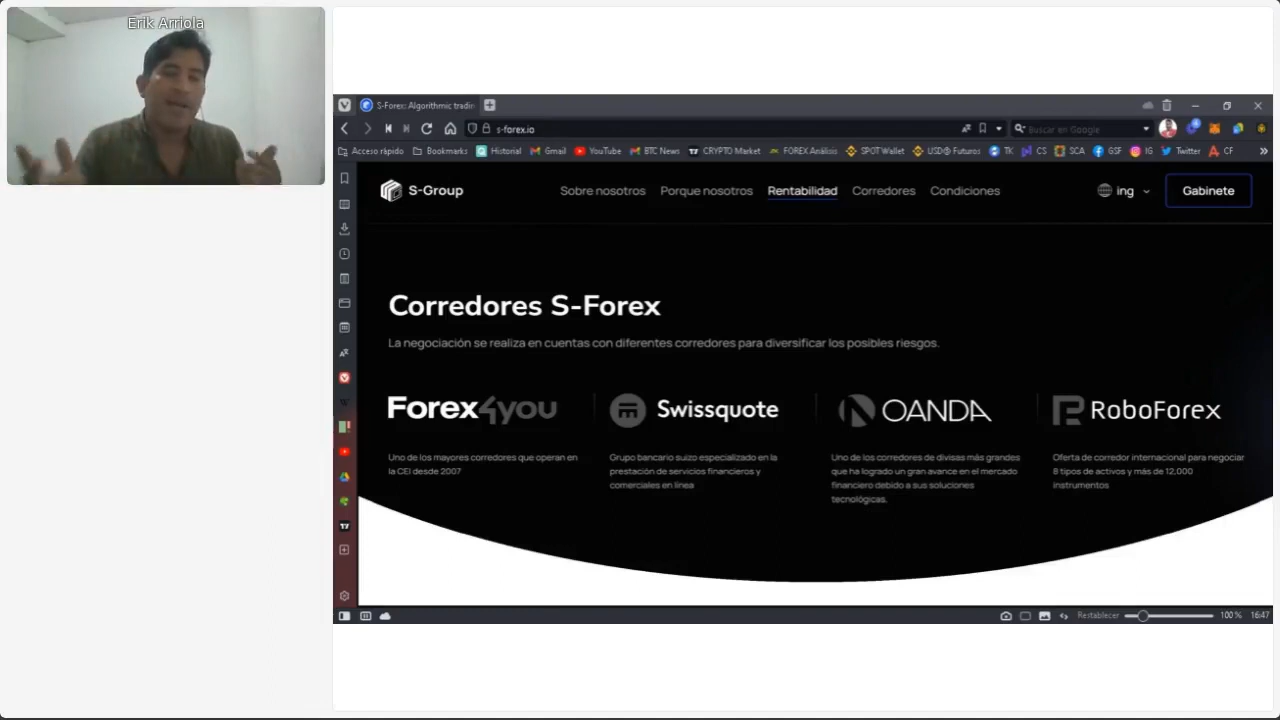 Erik Arriola
S-Forex: Algorithmic tradin
s-forex.io
Buscar en Google
Acceso rápido Bookmarks Historial Gmail YouTube BTC News CRYPTO Market FOREX Análisis SPOT Wallet USD® Futuros TK CS SCA GSF IG Twitter CF »
S-Group
Sobre nosotros Porque nosotros Rentabilidad Corredores Condiciones
ing
Gabinete
Corredores S-Forex
La negociación se realiza en cuentas con diferentes corredores para diversificar los posibles riesgos.
Forex4you
Uno de los mayores corredores que operan en
la CEI desde 2007
Swissquote
Grupo bancario suizo especializado en la
prestación de servicios financieros y
comerciales en línea
OANDA
Uno de los corredores de divisas más grandes
que ha logrado un gran avance en el mercado
financiero debido a sus soluciones
tecnológicas.
RoboForex
Oferta de corredor internacional para negociar
8 tipos de activos y más de 12,000
instrumentos
Restablecer 100 % 16:47